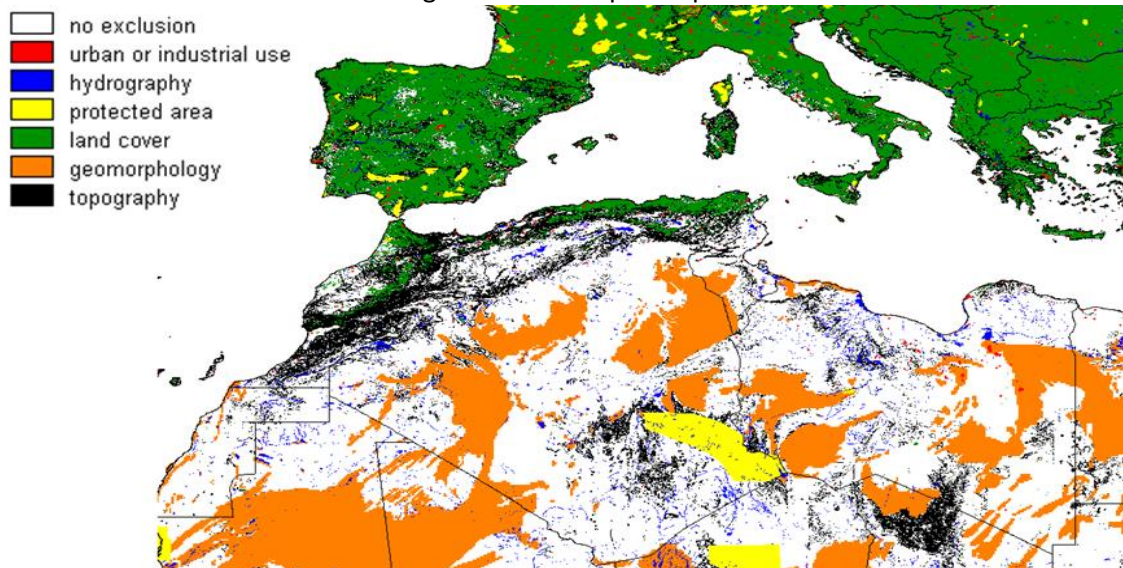 no exclusion
urban or industrial use
hydrography
protected area
land cover
geomorphology
topography